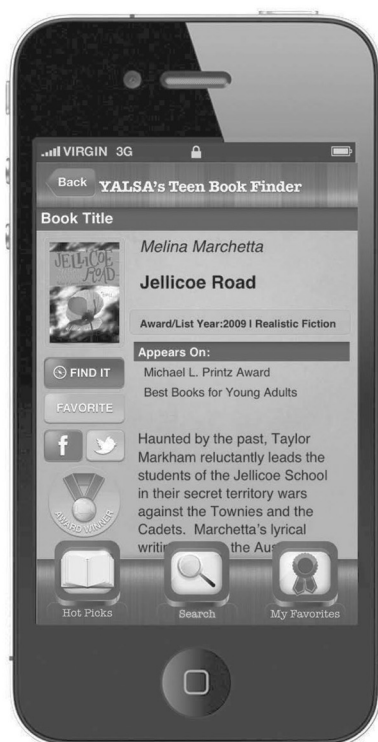 VIRGIN 3G
Back
YALSA's Teen Book Finder
Book Title
JELLICOE
ROAD
Melina Marchetta
Jellicoe Road
Award/List Year:2009 | Realistic Fiction
Appears On:
Michael L. Printz Award
Best Books for Young Adults
FIND IT
FAVORITE
f
AWARD WINNER
Haunted by the past, Taylor
Markham reluctantly leads the
students of the Jellicoe School
in their secret territory wars
against the Townies and the
Cadets. Marchetta's lyrical
the
Hot Picks
Search
My Favorites